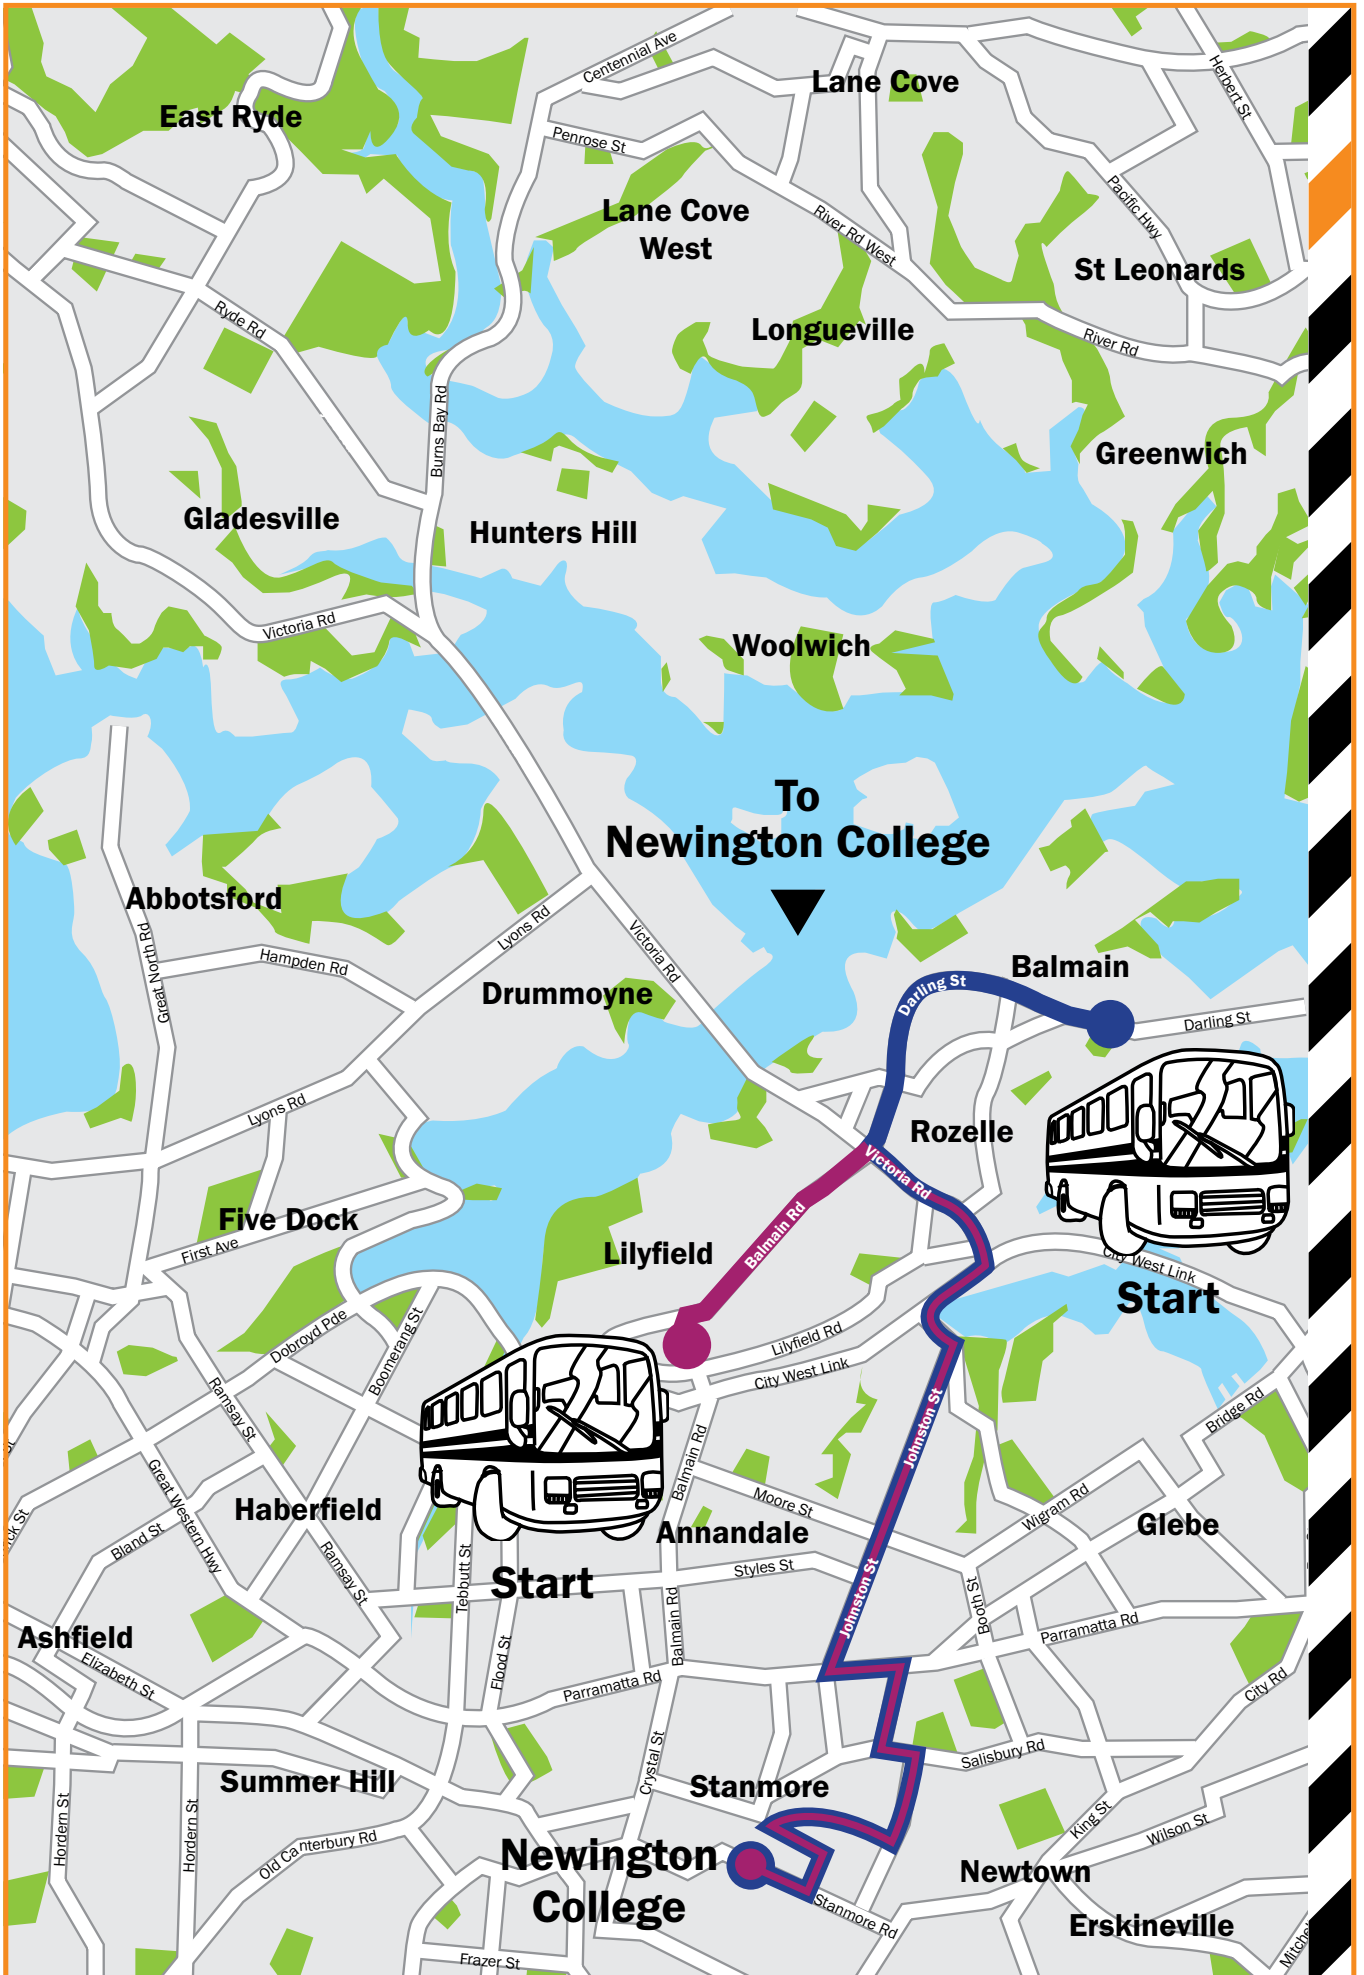 Centennial Ave
Lane Cove
Herbert St
East Ryde
Penrose St
Pacific Hwy
Lane Cove
West
River Rd West
St Leonards
Ryde Rd
Longueville
River Rd
Burns Bay Rd
Greenwich
Gladesville
Hunters Hill
Victoria Rd
Woolwich
To
Newington College
Abbotsford
Great North Rd
Hampden Rd
Lyons Rd
Victoria Rd
Drummoyne
Darling St
Balmain
Darling St
Lyons Rd
Rozelle
Victoria Rd
Five Dock
First Ave
Lilyfield
Balmain Rd
City West Link
Start
Dobroyd Pde
Boomerang St
Lilyfield Rd
City West Link
Ramsay St
Johnston St
Bridge Rd
Balmain Rd
Great Western Hwy
Moore St
Wigram Rd
Haberfield
Annandale
Glebe
Bland St
Ramsay St
Tebbutt St
Start
Styles St
Johnston St
Booth St
Balmain Rd
Parramatta Rd
Ashfield
Elizabeth St
Flood St
Parramatta Rd
City Rd
Crystal St
Salisbury Rd
Summer Hill
Stanmore
Hordern St
Hordern St
Old Canterbury Rd
King St
Wilson St
Newington
College
Newtown
Stanmore Rd
Erskineville
Frazer St